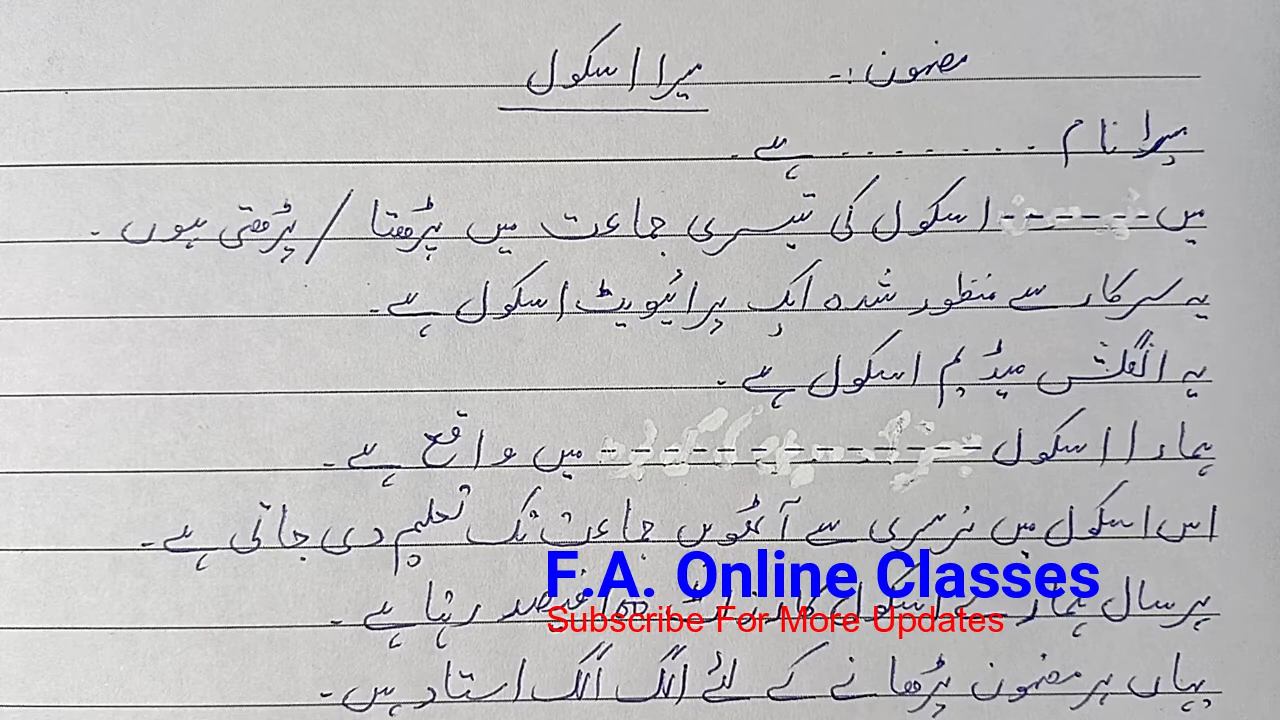 مضمون :- میرا اسکول
میرا نام ........ ہے۔
میں ------ اسکول کی تیسری جماعت میں پڑھتا / پڑھتی ہوں۔
یہ سرکار سے منظور شدہ ایک پرائیویٹ اسکول ہے۔
یہ انگلش میڈیم اسکول ہے۔
ہمارا اسکول --------------- میں واقع ہے۔
اس اسکول میں نرسری سے آٹھویں جماعت تک تعلیم دی جاتی ہے۔
F.A. Online Classes
ہر سال ہمارے اسکول کا 100 فیصد رہتا ہے۔
Subscribe For More Updates
یہاں ہر مضمون پڑھانے کے لئے الگ الگ استاد ہیں۔